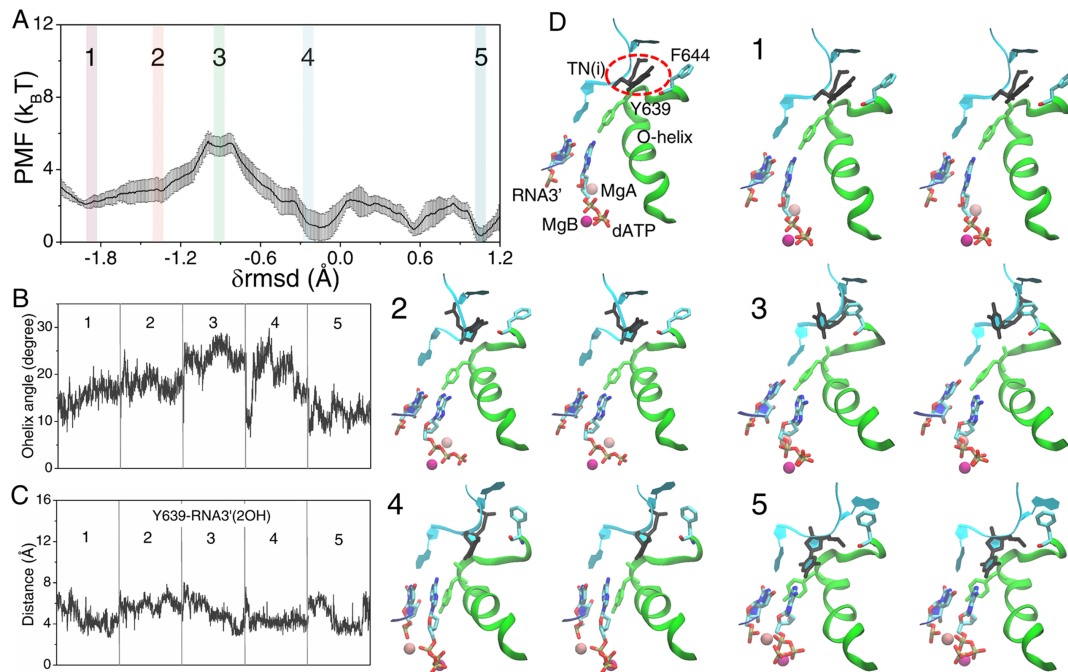 A
PMF (kBT)
12
8
4
0
1
2
3
4
5
-1.8
-1.2
-0.6
0.0
0.6
1.2
δrmsd (Å)
B
Ohelix angle (degree)
30
20
10
0
1
2
3
4
5
C
Distance (Å)
16
12
8
4
0
Y639-RNA3'(2OH)
1
2
3
4
5
D
TN(i)
F644
Y639
O-helix
RNA3'
MgA
MgB
dATP
1
2
3
4
5